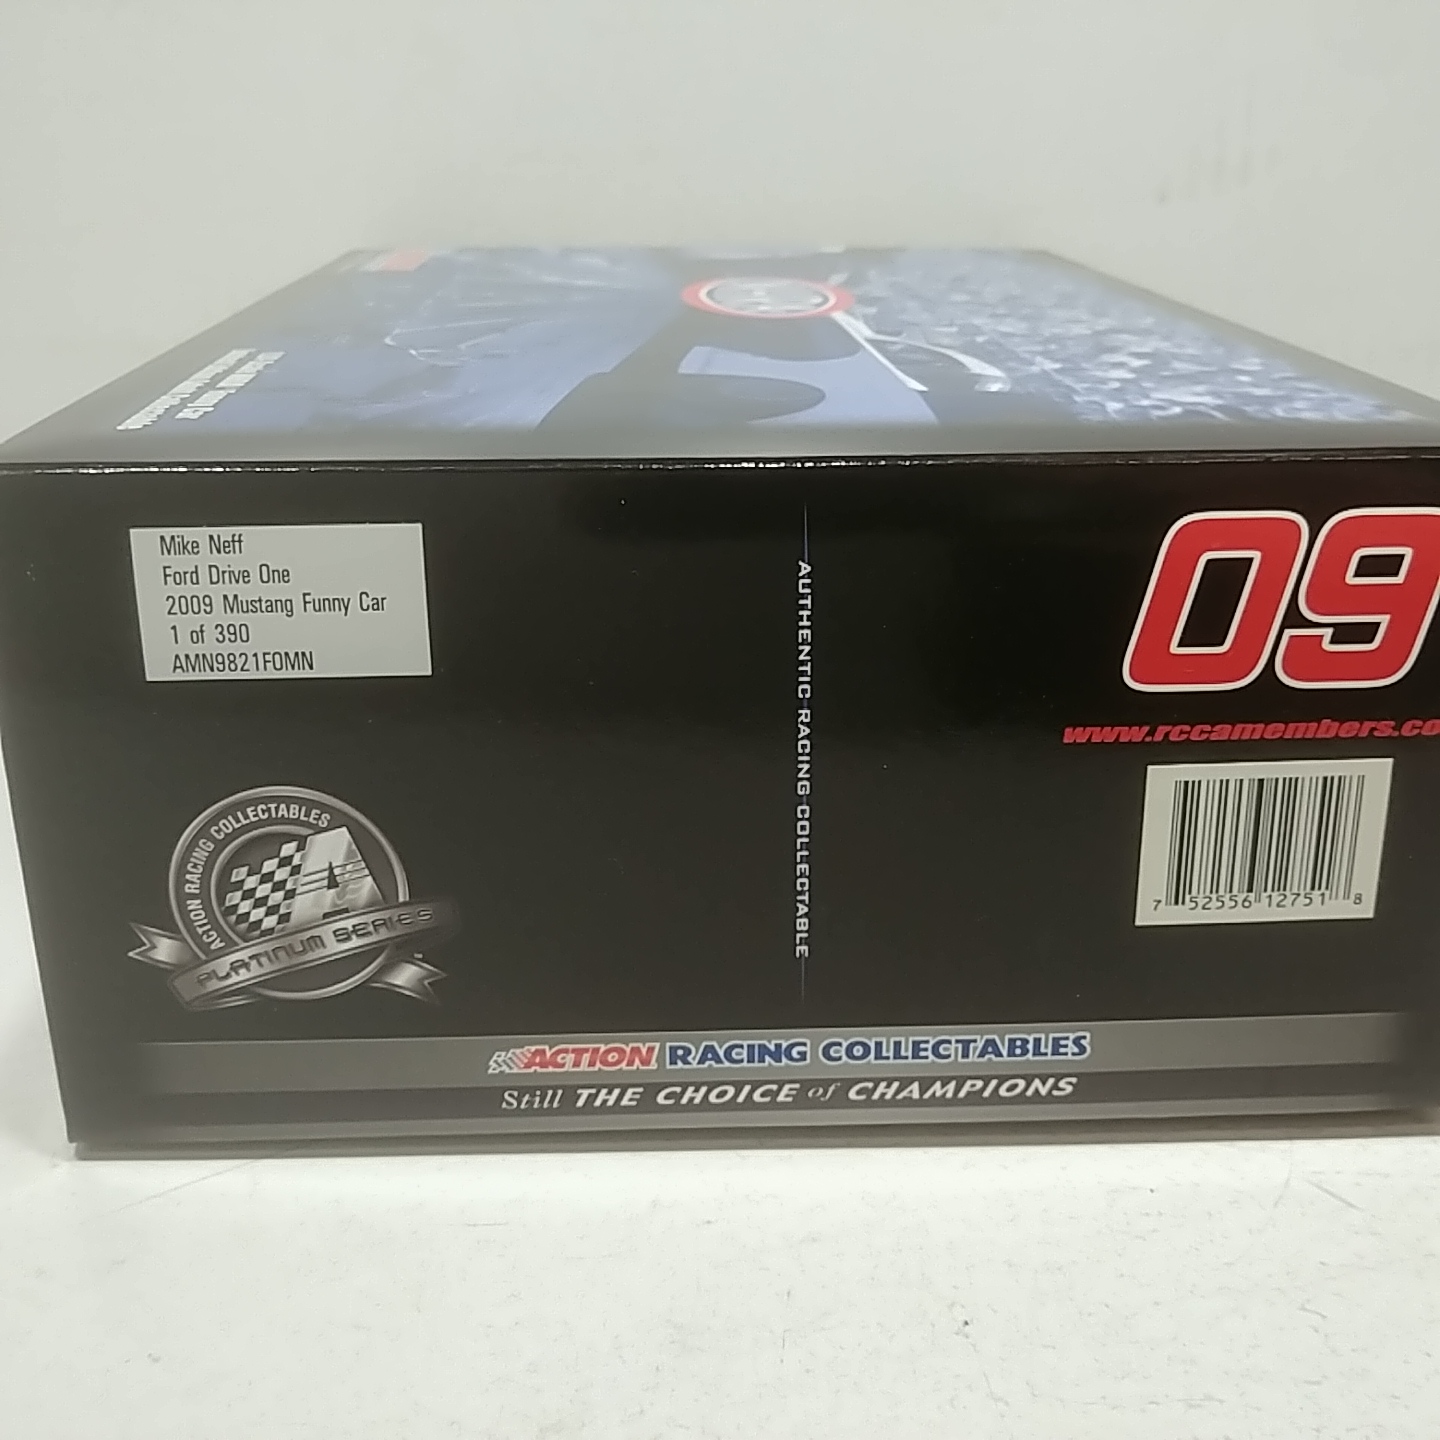 Mike Neff
Ford Drive One
2009 Mustang Funny Car
1 of 390
AMN9821FOMN
AUTHENTIC RACING COLLECTABLE
09
www.rccamembers.co
7 52556 12751 8
ACTION RACING COLLECTABLES
A
PLATINUM SERIES
ACTION RACING COLLECTABLES
Still THE CHOICE of CHAMPIONS